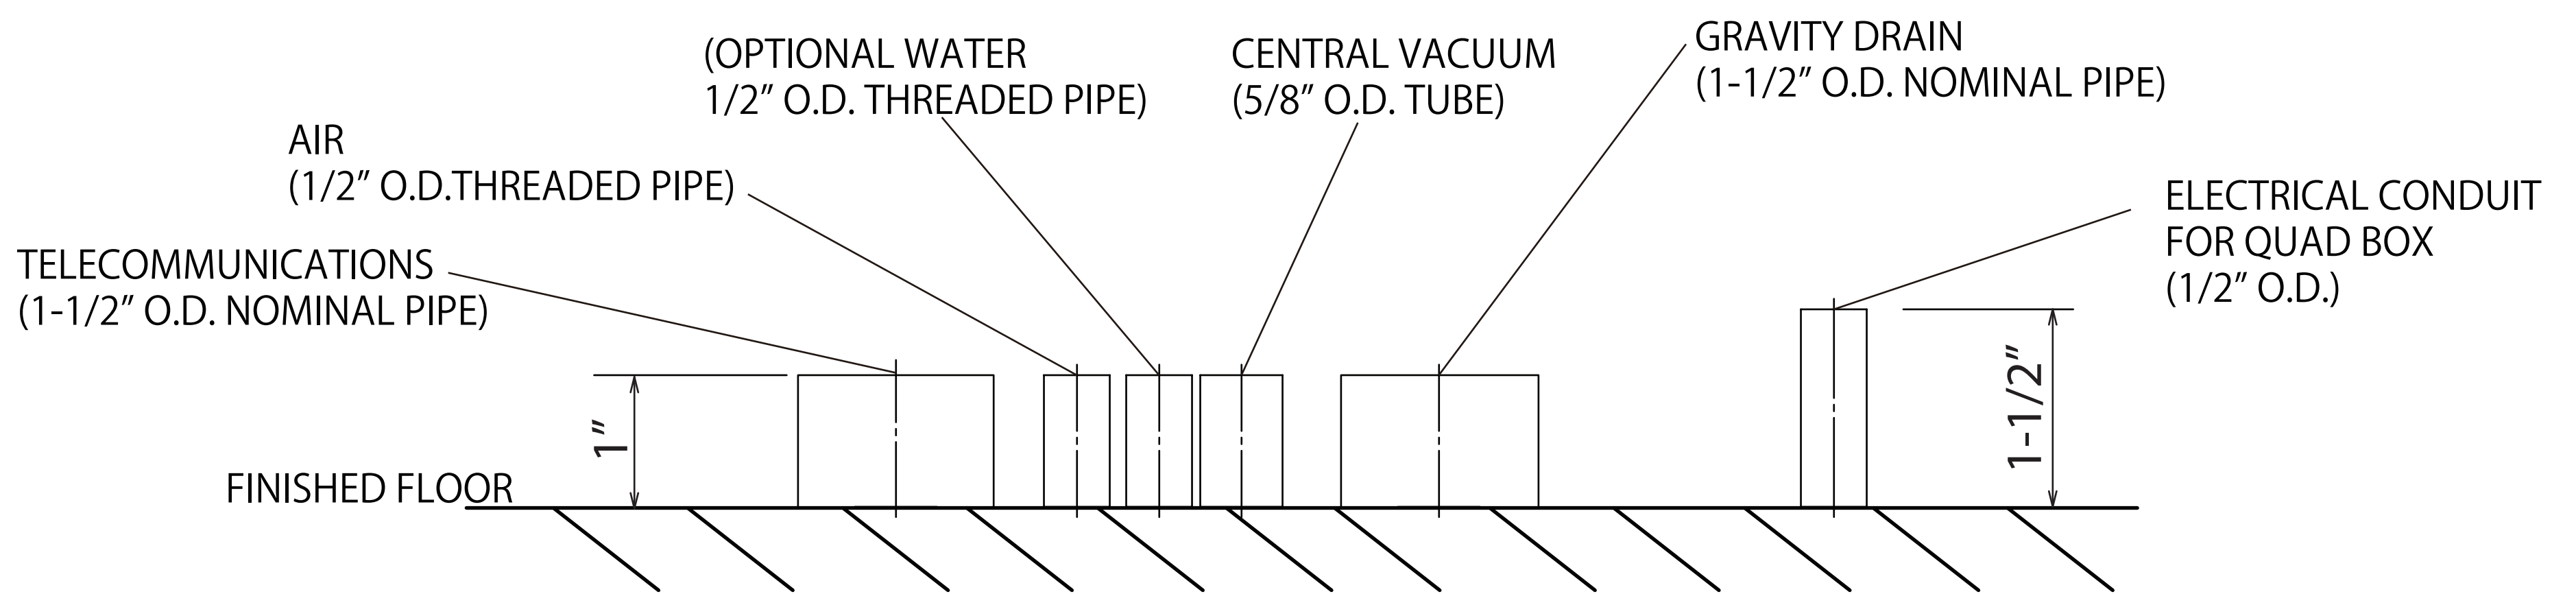 GRAVITY DRAIN
(1-1/2” O.D. NOMINAL PIPE)
(OPTIONAL WATER
1/2” O.D. THREADED PIPE)
CENTRAL VACUUM
(5/8” O.D. TUBE)
AIR
(1/2” O.D.THREADED PIPE)
ELECTRICAL CONDUIT
FOR QUAD BOX
(1/2” O.D.)
TELECOMMUNICATIONS
(1-1/2” O.D. NOMINAL PIPE)
1”
1-1/2”
FINISHED FLOOR